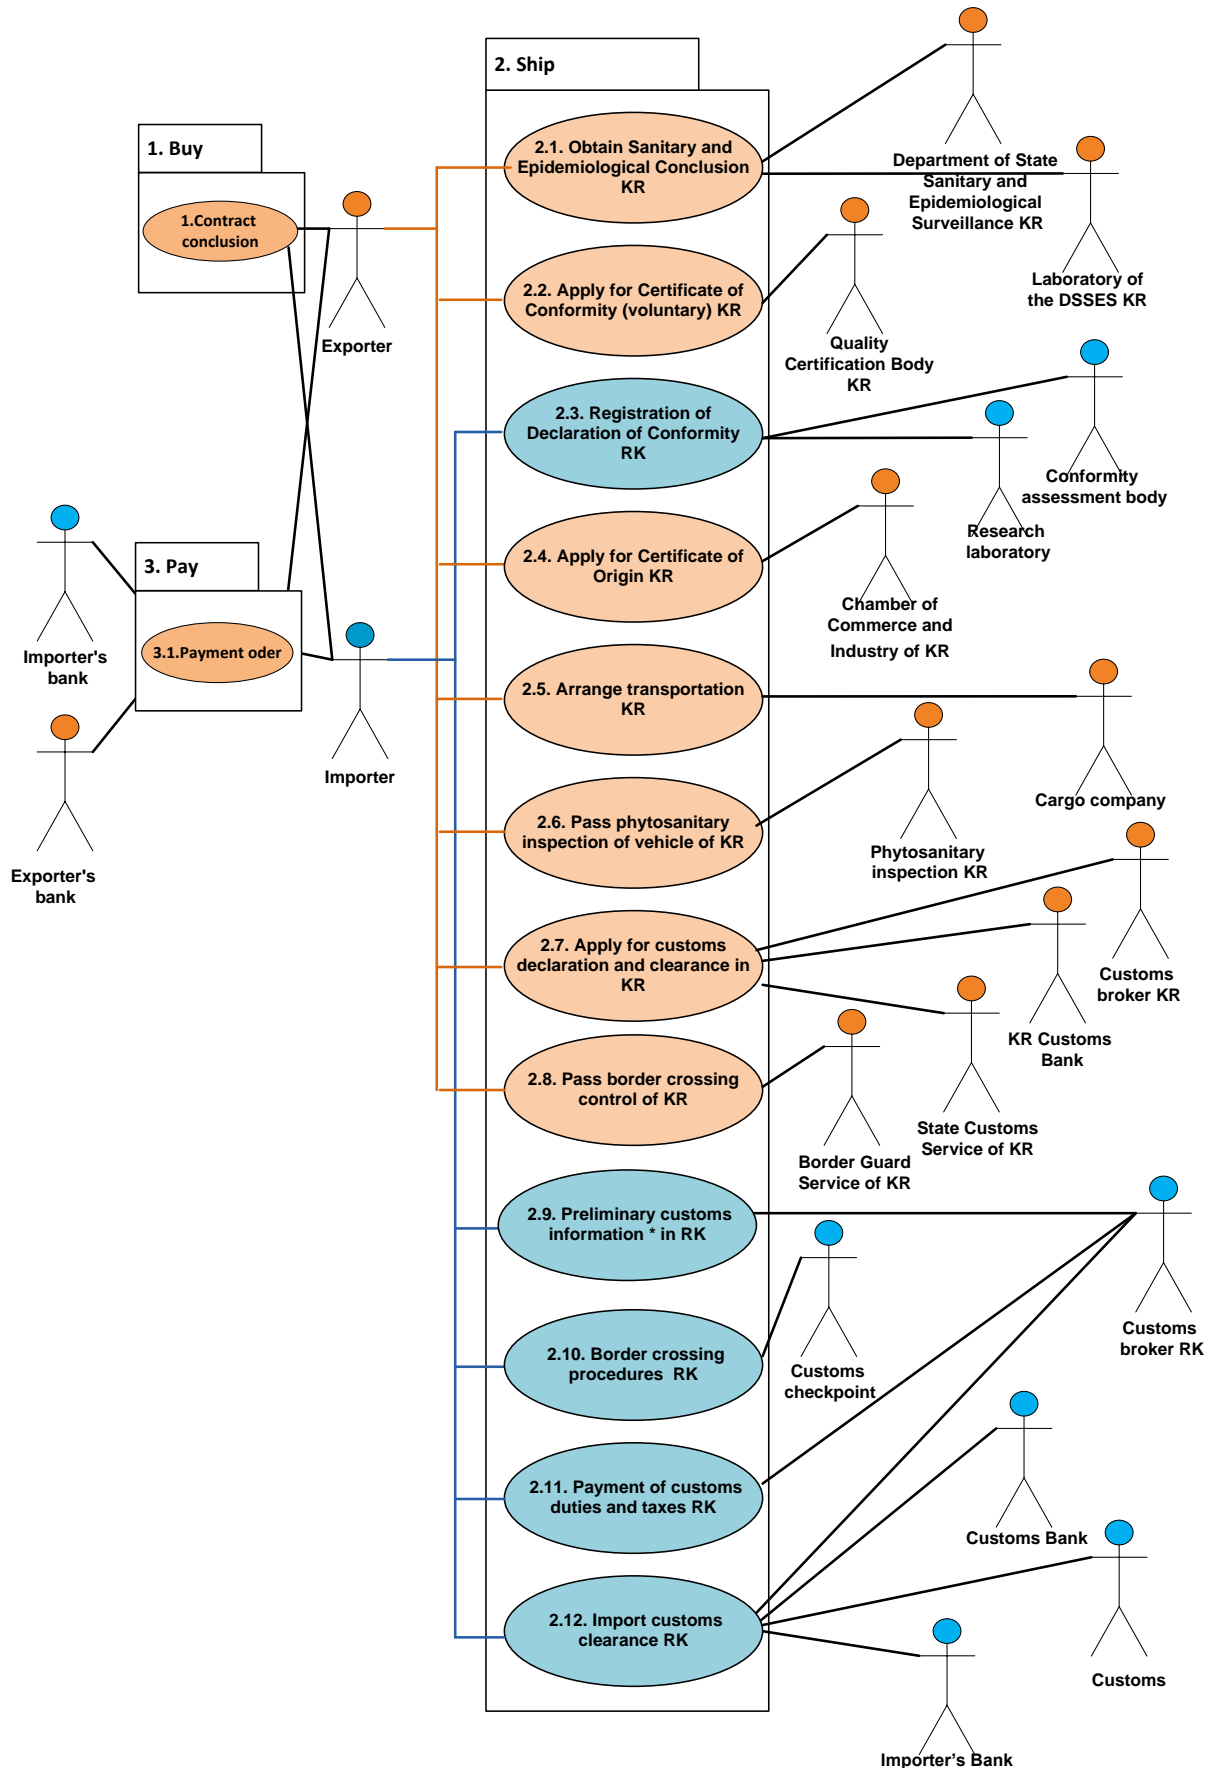 1. Buy
1.Contract
conclusion
Exporter
2. Ship
2.1. Obtain Sanitary and
Epidemiological Conclusion
KR
Department of State
Sanitary and
Epidemiological
Surveillance KR
Laboratory of
the DSSES KR
2.2. Apply for Certificate of
Conformity (voluntary) KR
Quality
Certification Body
KR
2.3. Registration of
Declaration of Conformity
RK
Conformity
assessment body
Research
laboratory
2.4. Apply for Certificate of
Origin KR
Chamber of
Commerce and
Industry of KR
3. Pay
3.1.Payment oder
Importer's
bank
Exporter's
bank
Importer
2.5. Arrange transportation
KR
Cargo company
2.6. Pass phytosanitary
inspection of vehicle of KR
Phytosanitary
inspection KR
2.7. Apply for customs
declaration and clearance in
KR
Customs
broker KR
KR Customs
Bank
State Customs
Service of KR
2.8. Pass border crossing
control of KR
Border Guard
Service of KR
2.9. Preliminary customs
information * in RK
Customs
broker RK
2.10. Border crossing
procedures RK
Customs
checkpoint
2.11. Payment of customs
duties and taxes RK
Customs Bank
2.12. Import customs
clearance RK
Customs
Importer's Bank